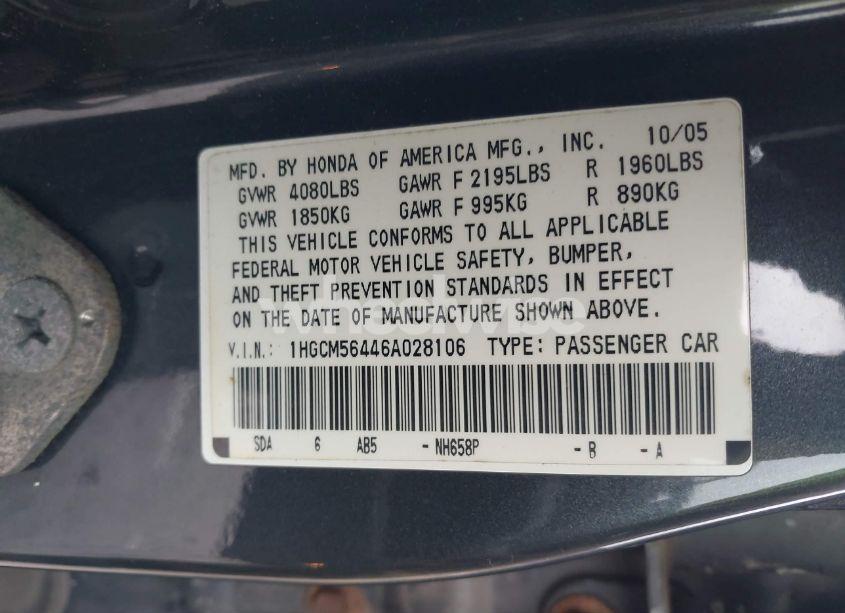 MFD. BY HONDA OF AMERICA MFG., INC. 10/05
GVWR 4080LBS GAWR F 2195LBS R 1960LBS
GVWR 1850KG GAWR F 995KG R 890KG
THIS VEHICLE CONFORMS TO ALL APPLICABLE
FEDERAL MOTOR VEHICLE SAFETY, BUMPER,
AND THEFT PREVENTION STANDARDS IN EFFECT
ON THE DATE OF MANUFACTURE SHOWN ABOVE.
V.I.N.: 1HGCM56446A028106 TYPE: PASSENGER CAR
SDA 6 AB5 - NH658P - B - A
wheelwise